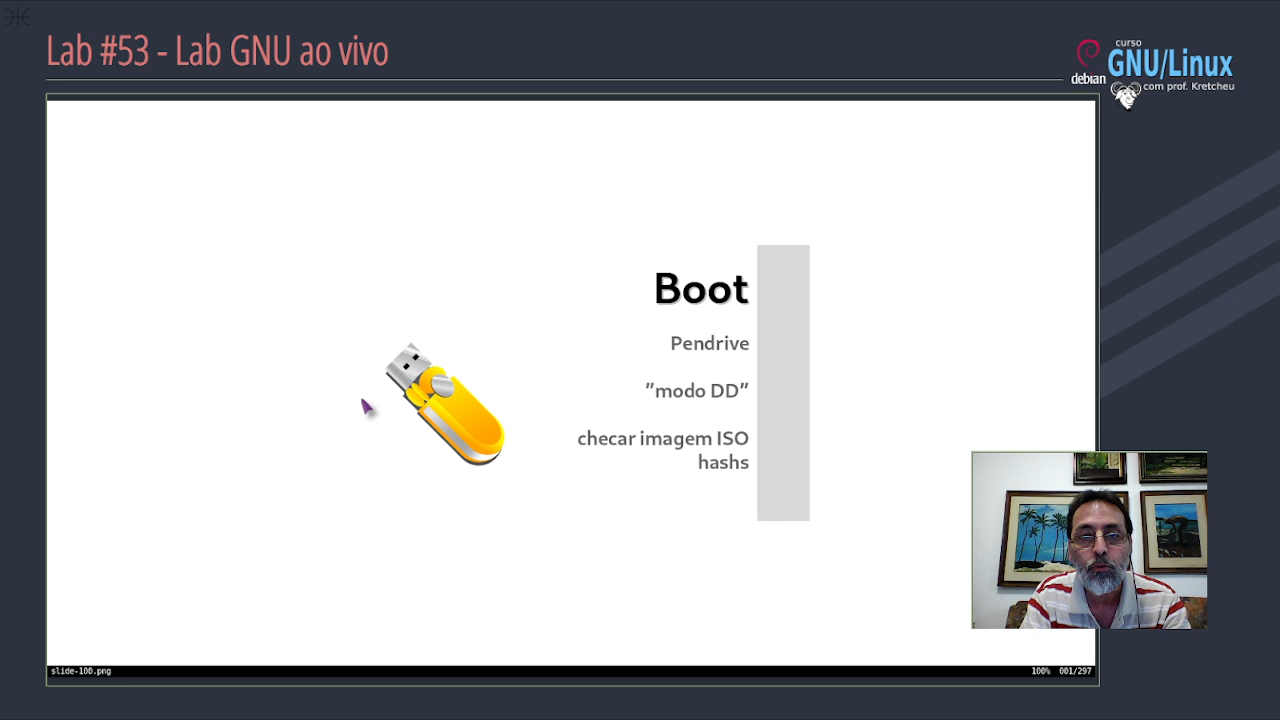 Lab #53 - Lab GNU ao vivo
curso
GNU/Linux
debian
com prof. Kretcheu
Boot
Pendrive
"modo DD"
checar imagem ISO
hashs
slide-100.png
100% 001/297